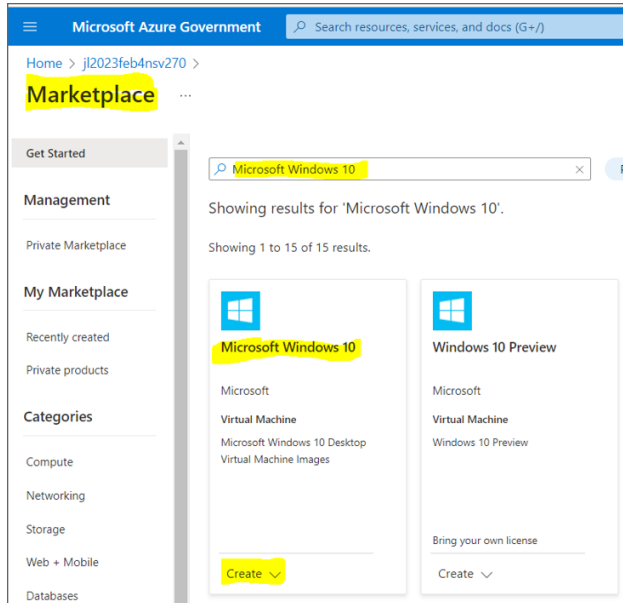 Microsoft Azure Government
Search resources, services, and docs (G+/)
Home > jl2023feb4nsv270 >
Marketplace ...
Get Started
Management
Private Marketplace
My Marketplace
Recently created
Private products
Categories
Compute
Networking
Storage
Web + Mobile
Databases
Microsoft Windows 10
Showing results for 'Microsoft Windows 10'.
Showing 1 to 15 of 15 results.
Microsoft Windows 10
Microsoft
Virtual Machine
Microsoft Windows 10 Desktop
Virtual Machine Images
Create
Windows 10 Preview
Microsoft
Virtual Machine
Windows 10 Preview
Bring your own license
Create